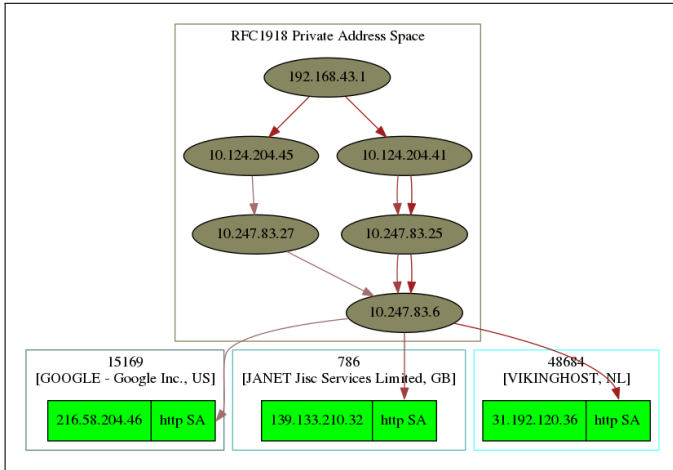 RFC1918 Private Address Space
192.168.43.1
10.124.204.45 10.124.204.41
10.247.83.27 10.247.83.25
10.247.83.6
15169
[GOOGLE - Google Inc., US]
216.58.204.46 http SA
786
[JANET Jisc Services Limited, GB]
139.133.210.32 http SA
48684
[VIKINGHOST, NL]
31.192.120.36 http SA